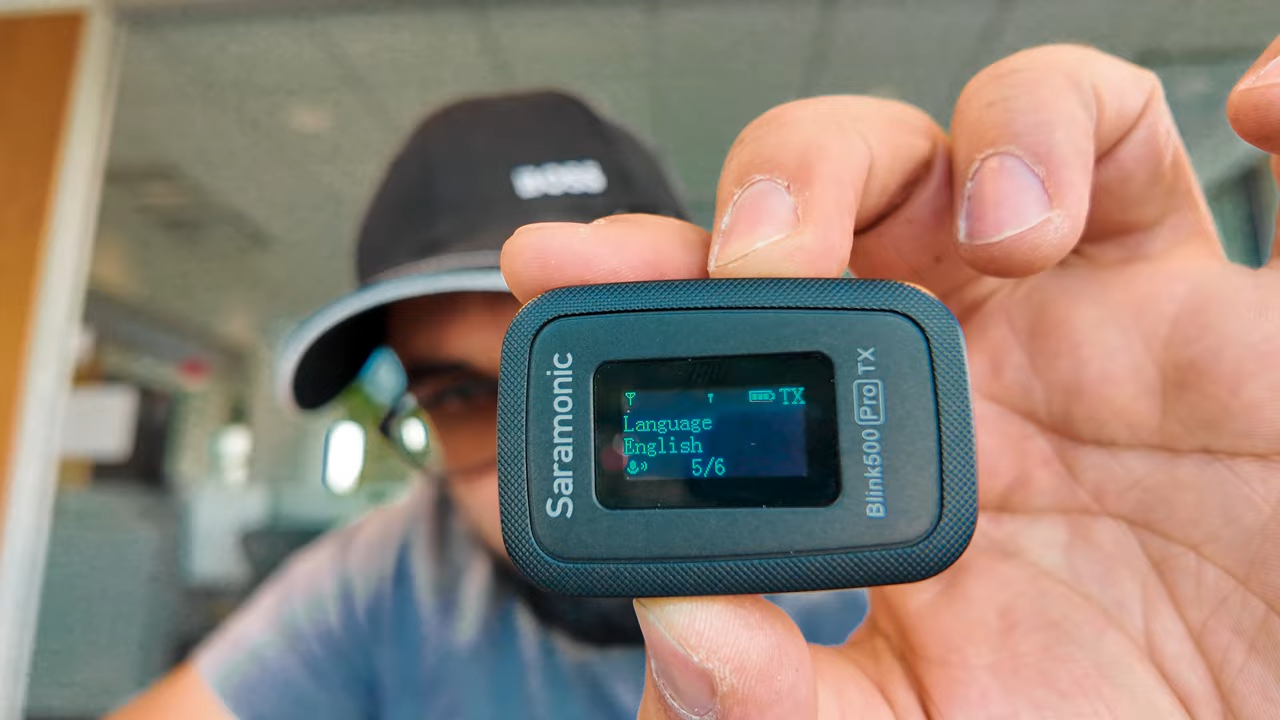 BOSS
Saramonic
TX
Language
English
5/6
Blink500 Pro TX